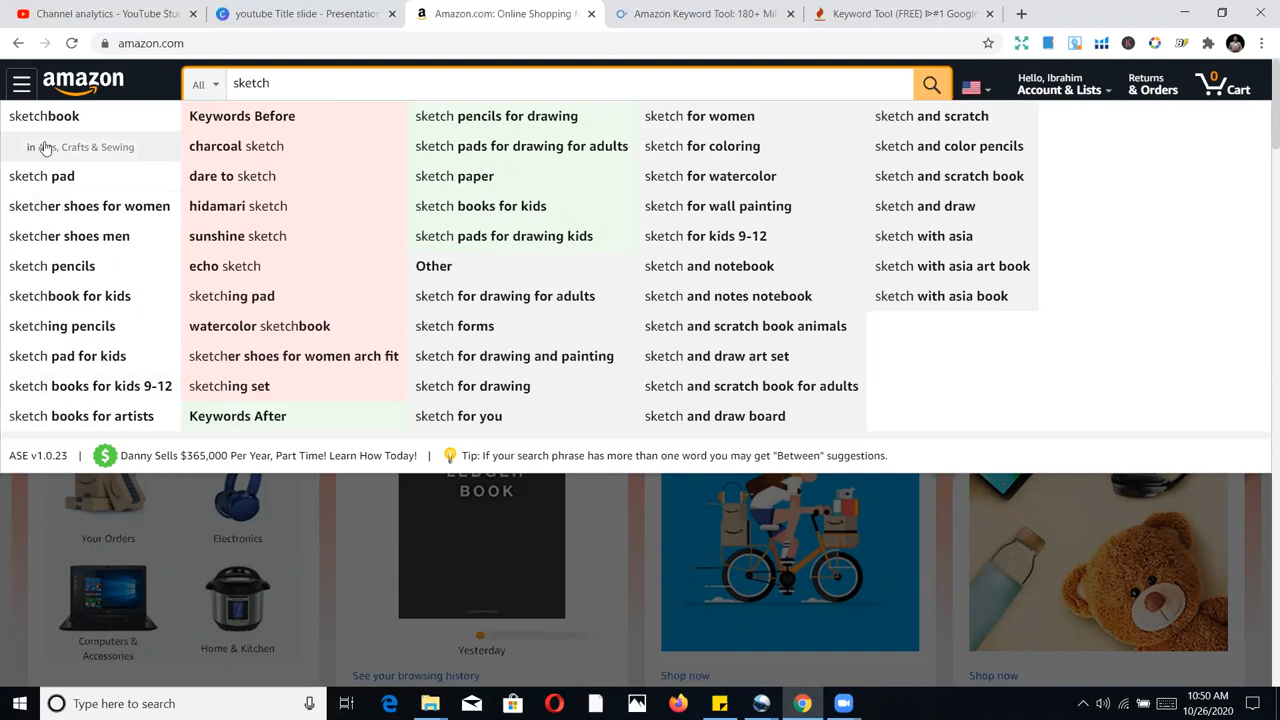 Channel analytics - YouTube Stu
youtube Title slide - Presentation
Amazon.com: Online Shopping
Amazon Keyword Tool: 180+ Mil
Keyword Tool (FREE) ᐈ#1 Google
amazon.com
amazon
All
sketch
Hello, Ibrahim
Account & Lists
Returns
& Orders
0
Cart
sketchbook
in Arts, Crafts & Sewing
sketch pad
sketcher shoes for women
sketcher shoes men
sketch pencils
sketchbook for kids
sketching pencils
sketch pad for kids
sketch books for kids 9-12
sketch books for artists
Keywords Before
charcoal sketch
dare to sketch
hidamari sketch
sunshine sketch
echo sketch
sketching pad
watercolor sketchbook
sketcher shoes for women arch fit
sketching set
Keywords After
sketch pencils for drawing
sketch pads for drawing for adults
sketch paper
sketch books for kids
sketch pads for drawing kids
Other
sketch for drawing for adults
sketch forms
sketch for drawing and painting
sketch for drawing
sketch for you
sketch for women
sketch for coloring
sketch for watercolor
sketch for wall painting
sketch for kids 9-12
sketch and notebook
sketch and notes notebook
sketch and scratch book animals
sketch and draw art set
sketch and scratch book for adults
sketch and draw board
sketch and scratch
sketch and color pencils
sketch and scratch book
sketch and draw
sketch with asia
sketch with asia art book
sketch with asia book
ASE v1.0.23 | Danny Sells $365,000 Per Year, Part Time! Learn How Today! | Tip: If your search phrase has more than one word you may get "Between" suggestions.
LEDGER
BOOK
Your Orders
Electronics
Computers &
Accessories
Home & Kitchen
Yesterday
See your browsing history
Shop now
Shop now
Type here to search
10:50 AM
10/26/2020